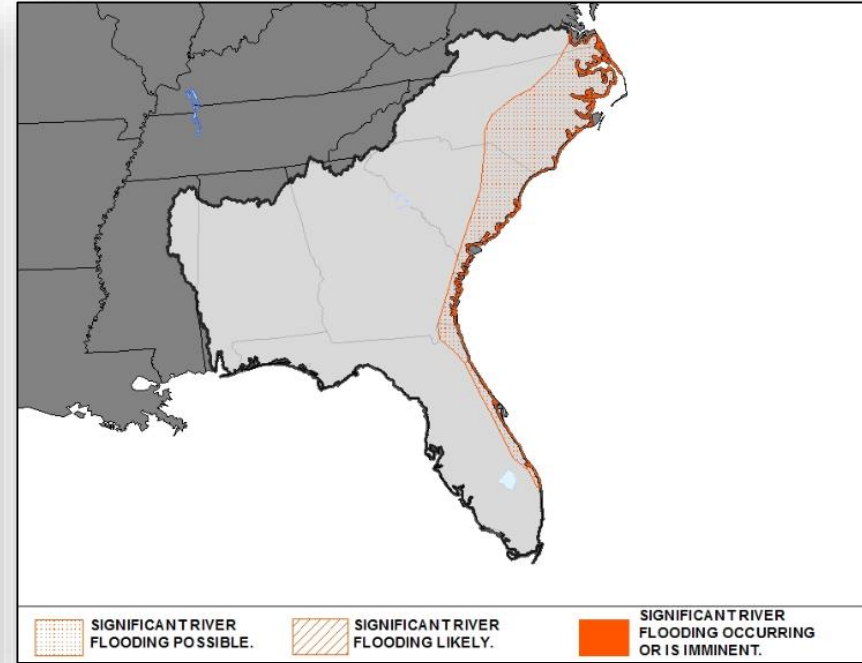 SIGNIFICANT RIVER
FLOODING POSSIBLE.
SIGNIFICANT RIVER
FLOODING LIKELY.
SIGNIFICANT RIVER
FLOODING OCCURRING
OR IS IMMINENT.